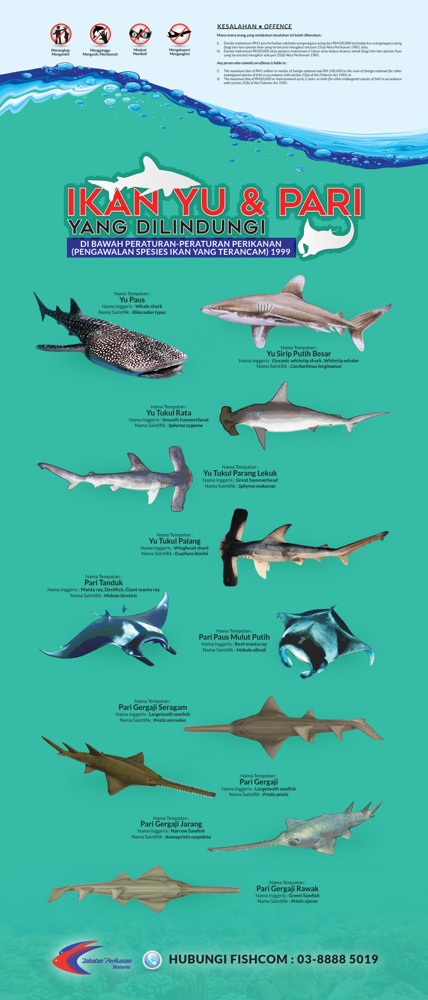 Menangkap
Mengambil
Mengganggu
Mengusik, Membunuh
Menjual
Membeli
Mengeksport
Mengangkut
KESALAHAN • OFFENCE
Mana-mana orang yang melakukan kesalahan ini boleh dikenakan :
i) Denda maksimum RM1 juta terhadap nakhoda warganegara asing dan RM100,000 terhadap kru warganegara asing
(bagi lain-lain spesies ikan yang terancam) mengikut seksyen 25(a) Akta Perikanan 1985; atau
ii) Denda maksimum RM20,000 atau penjara maksimum 2 tahun atau kedua-duanya sekali (bagi lain-lain spesies ikan
yang terancam) mengikut seksyen 25(b) Akta Perikanan 1985.
Any person who commits an offence is liable to :
i) The maximum fine of RM1 million to master of foreign national and RM 100,000 to the crew of foreign national (for other
endangered species of fish) in accordance with section 25(a) of the Fisheries Act 1985; or
ii) The maximum fine of RM20,000 or imprisonment up to 2 years, or both (for other endangered species of fish) in accordance
with section 25(b) of the Fisheries Act 1985.
IKAN YU & PARI
YANG DILINDUNGI
DI BAWAH PERATURAN-PERATURAN PERIKANAN
(PENGAWALAN SPESIES IKAN YANG TERANCAM) 1999
Nama Tempatan :
Yu Paus
Nama Inggeris : Whale shark
Nama Saintifik : Rhincodon typus
Nama Tempatan :
Yu Sirip Putih Besar
Nama Inggeris : Oceanic whitetip shark, Whitetip whaler
Nama Saintifik : Carcharhinus longimanus
Nama Tempatan :
Yu Tukul Rata
Nama Inggeris : Smooth hammerhead
Nama Saintifik : Sphyrna zygaena
Nama Tempatan :
Yu Tukul Parang Lekuk
Nama Inggeris : Great hammerhead
Nama Saintifik : Sphyrna mokarran
Nama Tempatan :
Yu Tukul Palang
Nama Inggeris : Winghead shark
Nama Saintifik : Eusphyra blochii
Nama Tempatan :
Pari Tanduk
Nama Inggeris : Manta ray, Devilfish, Giant manta ray
Nama Saintifik : Mobula birostris
Nama Tempatan :
Pari Paus Mulut Putih
Nama Inggeris : Reef manta ray
Nama Saintifik : Mobula alfredi
Nama Tempatan :
Pari Gergaji Seragam
Nama Inggeris : Largetooth sawfish
Nama Saintifik : Pristis microdon
Nama Tempatan :
Pari Gergaji
Nama Inggeris : Largetooth sawfish
Nama Saintifik : Pristis pristis
Nama Tempatan :
Pari Gergaji Jarang
Nama Inggeris : Narrow Sawfish
Nama Saintifik : Anoxypristis cuspidata
Nama Tempatan :
Pari Gergaji Rawak
Nama Inggeris : Green Sawfish
Nama Saintifik : Pristis zijsron
Jabatan Perikanan
Malaysia
HUBUNGI FISHCOM : 03-8888 5019